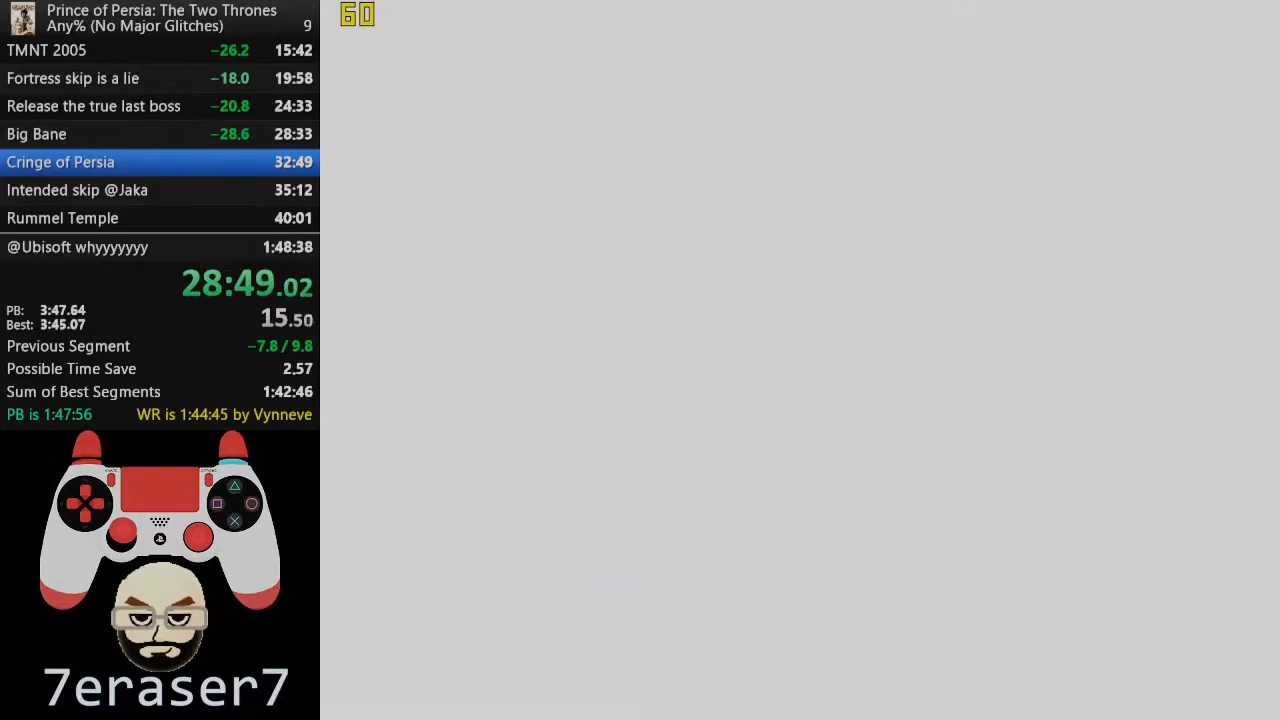 Prince of Persia: The Two Thrones
Any% (No Major Glitches) 9
60
TMNT 2005 -26.2 15:42
Fortress skip is a lie -18.0 19:58
Release the true last boss -20.8 24:33
Big Bane -28.6 28:33
Cringe of Persia 32:49
Intended skip @Jaka 35:12
Rummel Temple 40:01
@Ubisoft whyyyyyyy 1:48:38
28:49.02
PB: 3:47.64
Best: 3:45.07
15.50
Previous Segment -7.8 / 9.8
Possible Time Save 2.57
Sum of Best Segments 1:42:46
PB is 1:47:56 WR is 1:44:45 by Vynneve
7eraser7